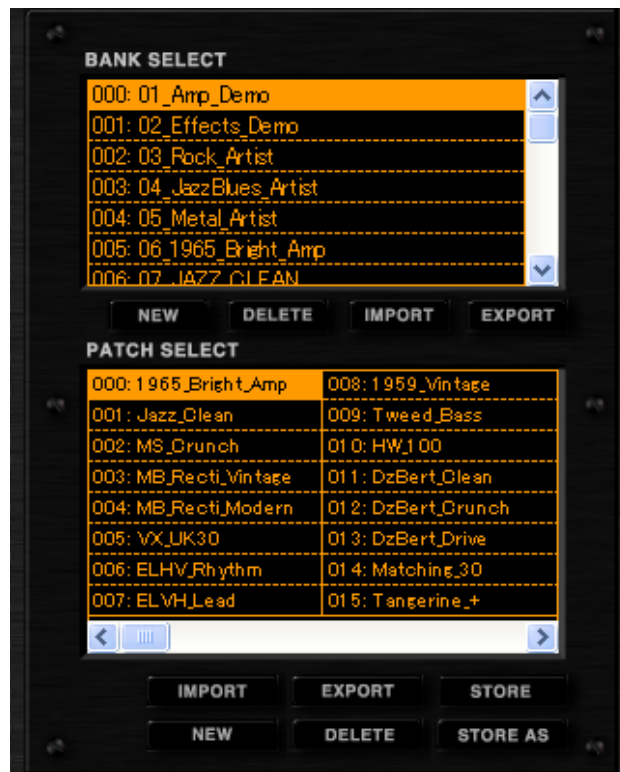 BANK SELECT
000: 01_Amp_Demo
001: 02_Effects_Demo
002: 03_Rock_Artist
003: 04_JazzBlues_Artist
004: 05_Metal_Artist
005: 06_1965_Bright_Amp
006: 07_JAZZ_CLEAN
NEW DELETE IMPORT EXPORT
PATCH SELECT
000: 1965_Bright_Amp 008: 1959_Vintage
001: Jazz_Clean 009: Tweed_Bass
002: MS_Crunch 010: HW_100
003: MB_Recti_Vintage 011: DzBert_Clean
004: MB_Recti_Modern 012: DzBert_Crunch
005: VX_UK30 013: DzBert_Drive
006: ELHV_Rhythm 014: Matching_30
007: ELVH_Lead 015: Tangerine_+
IMPORT EXPORT STORE
NEW DELETE STORE AS